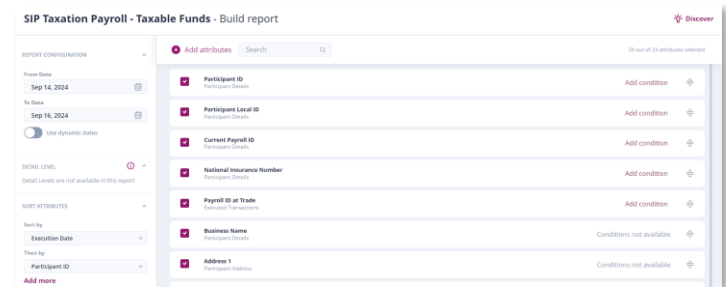 SIP Taxation Payroll - Taxable Funds - Build report
Discover
REPORT CONFIGURATION
From Date
Sep 14, 2024
To Date
Sep 16, 2024
Use dynamic dates
DETAIL LEVEL
Detail Levels are not available in this report
SORT ATTRIBUTES
Sort by
Execution Date
Then by
Participant ID
Add more
Add attributes
Search
24 out of 24 attributes selected
Participant ID
Participant Details
Add condition
Participant Local ID
Participant Details
Add condition
Current Payroll ID
Participant Details
Add condition
National Insurance Number
Participant Details
Add condition
Payroll ID at Trade
Executed Transactions
Add condition
Business Name
Participant Details
Conditions not available
Address 1
Participant Address
Conditions not available